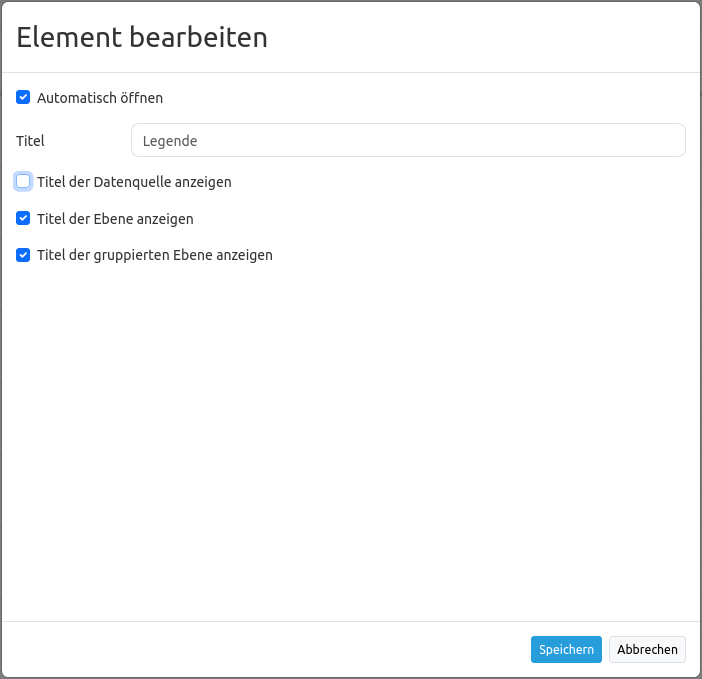 Element bearbeiten
Automatisch öffnen
Titel
Legende
Titel der Datenquelle anzeigen
Titel der Ebene anzeigen
Titel der gruppierten Ebene anzeigen
Speichern Abbrechen